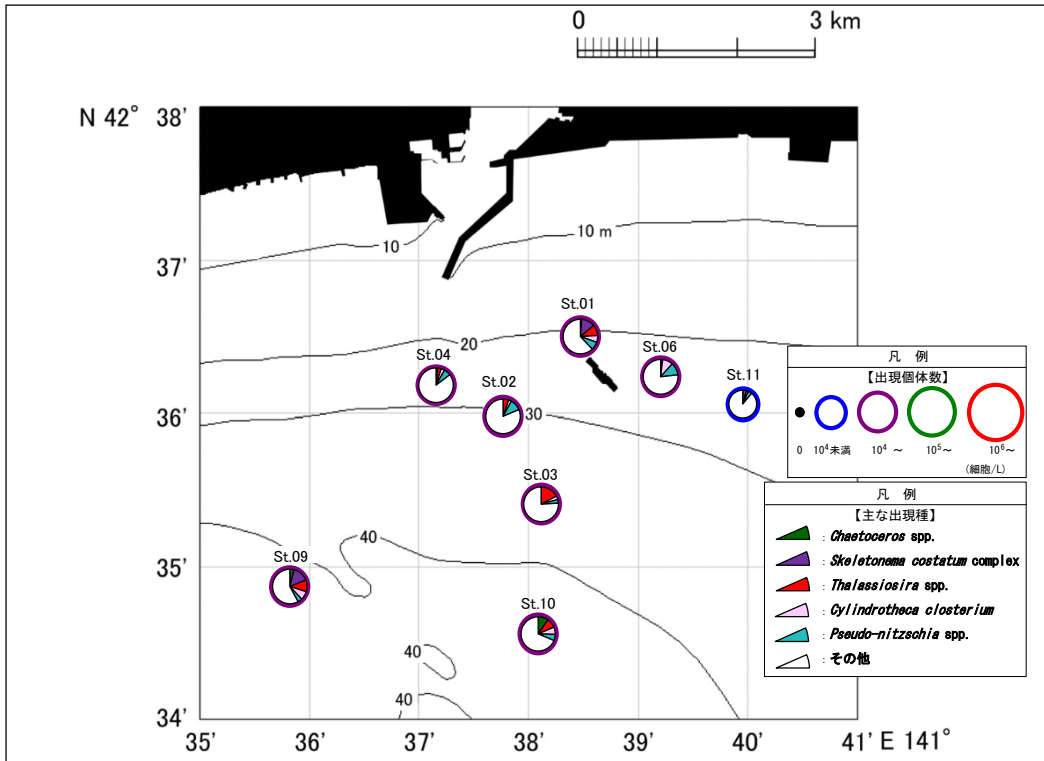 0 3 km
N 42° 38'
10
10 m
37'
St.01
20
St.04
St.06
St.11
St.02
36'
30
凡 例
【出現個体数】
0 10⁴未満 10⁴ ～ 10⁵～ 10⁶～
(細胞/L)
St.03
凡 例
【主な出現種】
: Chaetoceros spp.
: Skeletonema costatum complex
: Thalassiosira spp.
: Cylindrotheca closterium
: Pseudo-nitzschia spp.
: その他
40
35'
St.09
St.10
40
40
34'
35' 36' 37' 38' 39' 40' 41' E 141°